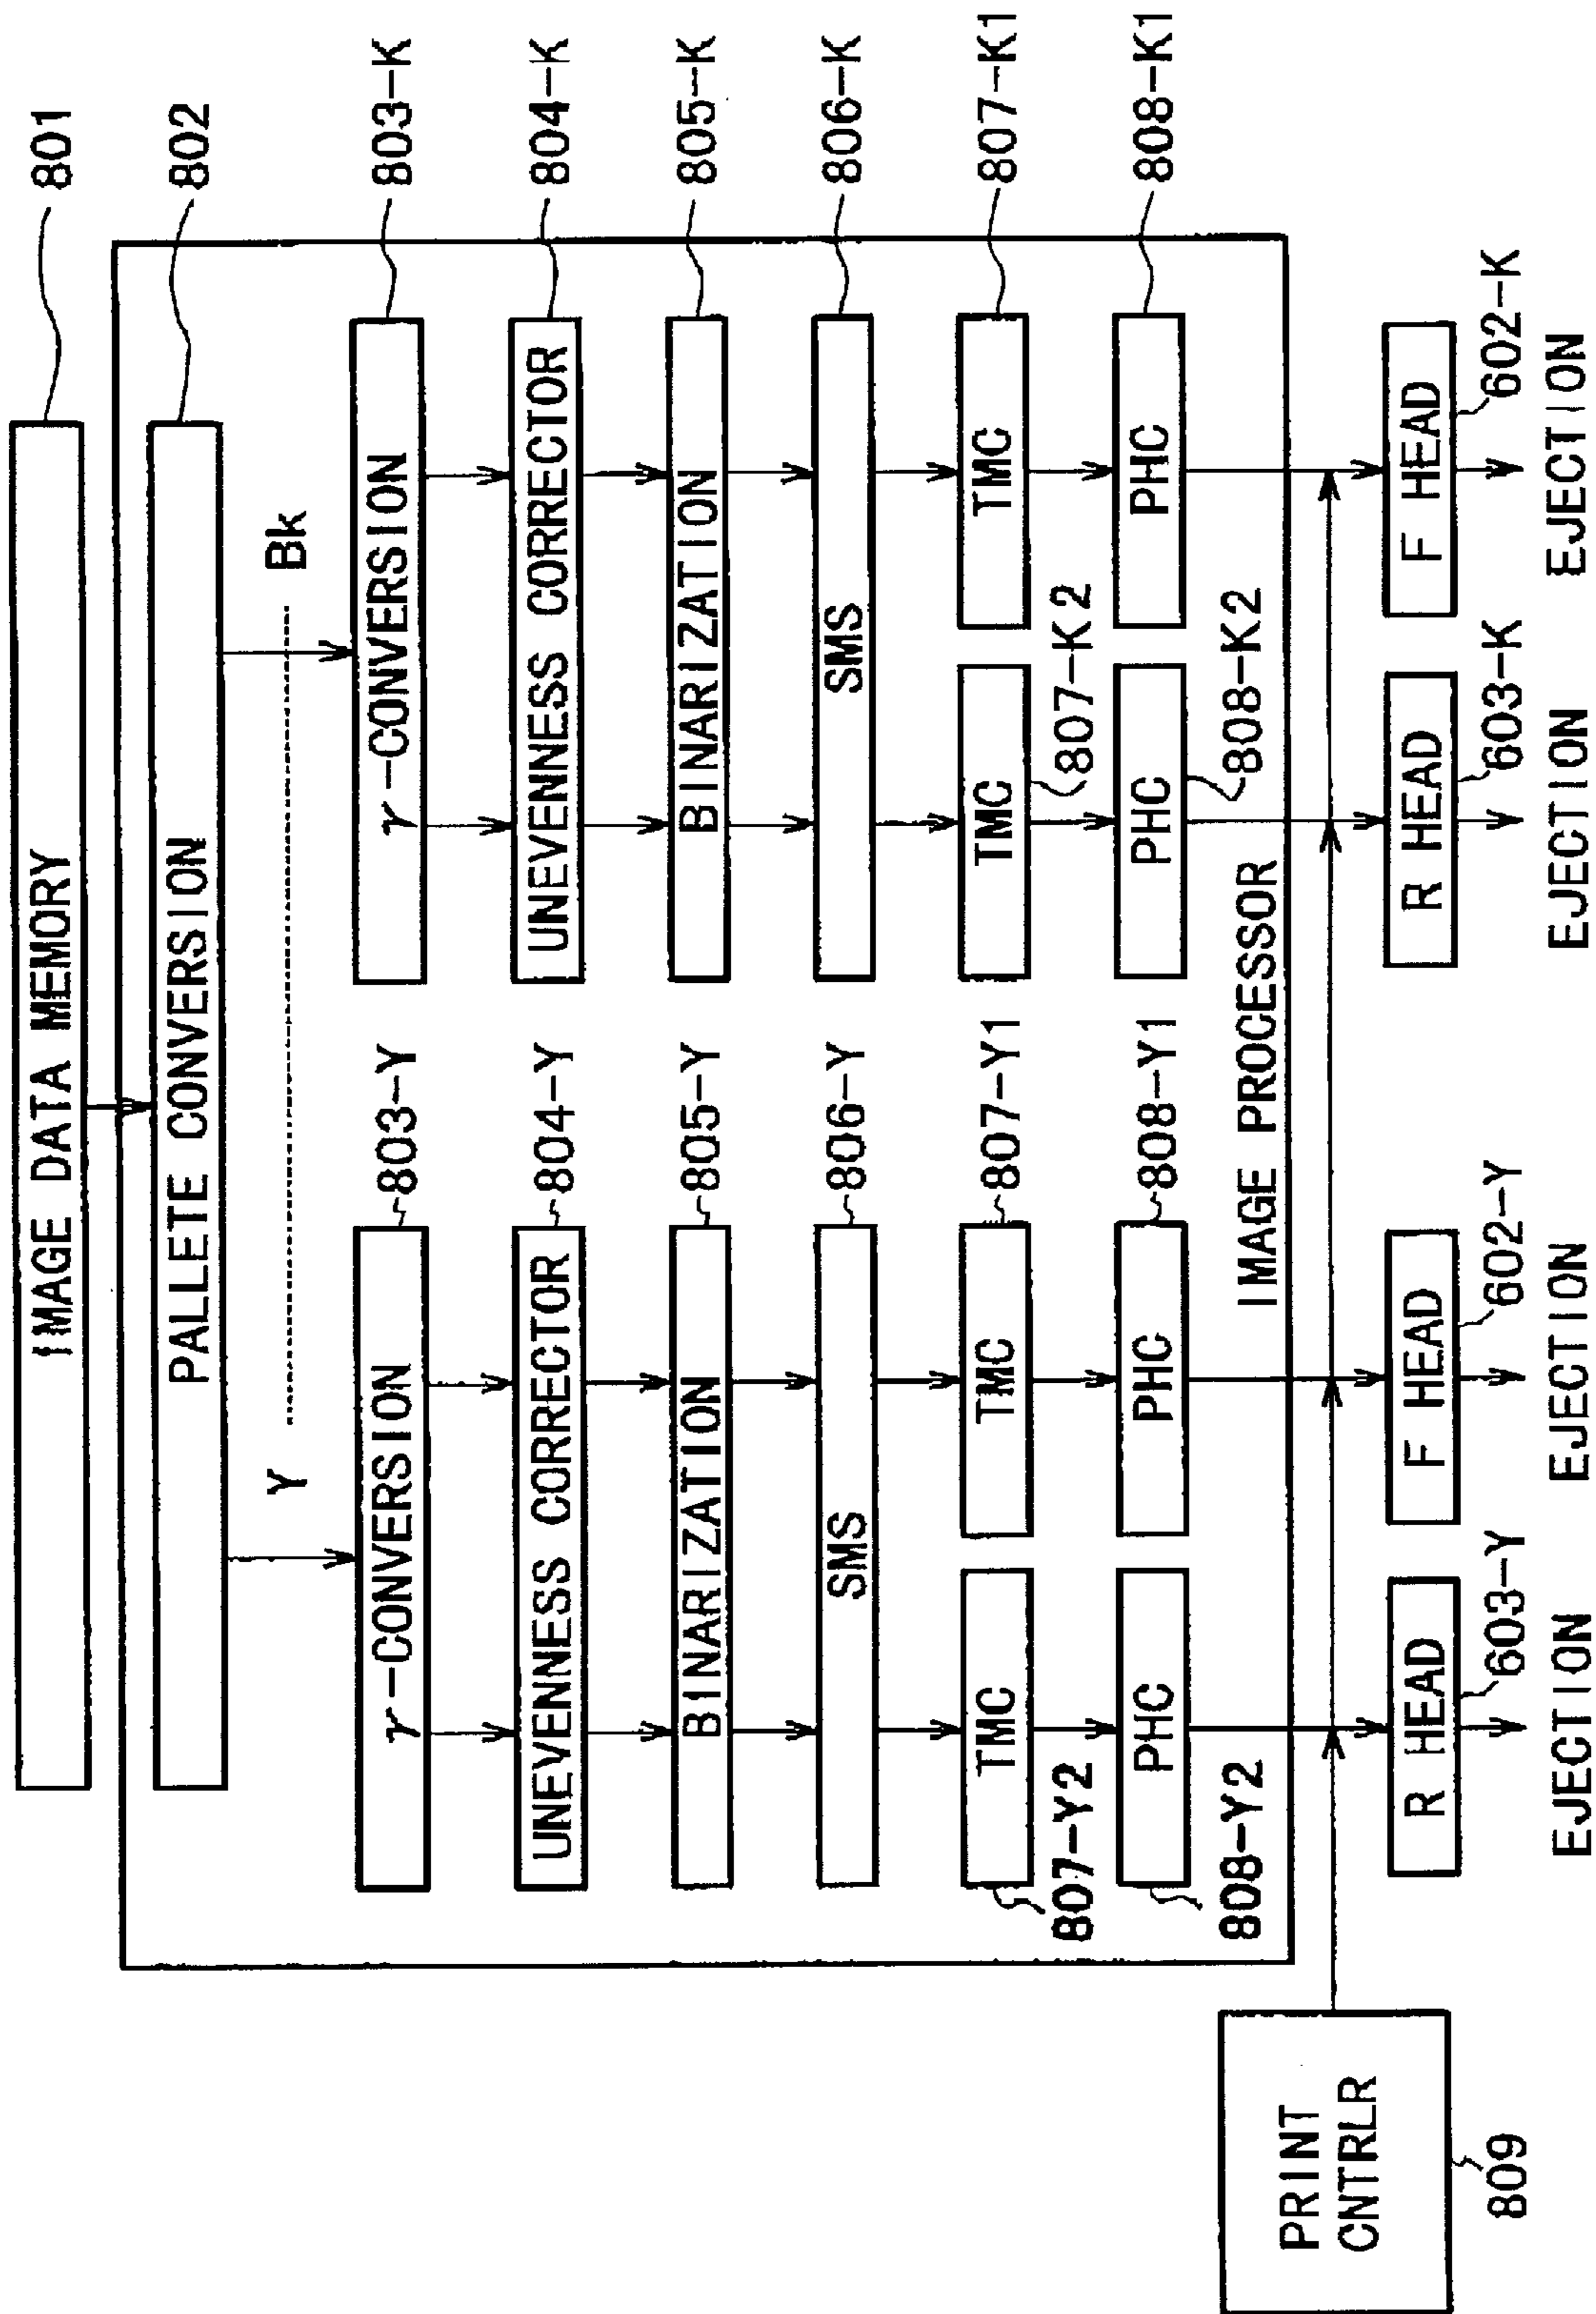 IMAGE DATA MEMORY
801
PALLETE CONVERSION
802
Y
Bk
γ-CONVERSION
803-Y
γ-CONVERSION
803-K
UNEVENNESS CORRECTOR
804-Y
UNEVENNESS CORRECTOR
804-K
BINARIZATION
805-Y
BINARIZATION
805-K
SMS
806-Y
SMS
806-K
TMC
TMC
807-Y1
TMC
TMC
807-K1
807-Y2
807-K2
PHC
PHC
808-Y1
PHC
PHC
808-K1
808-Y2
808-K2
IMAGE PROCESSOR
PRINT
CNTRLR
809
R HEAD
F HEAD
R HEAD
F HEAD
603-Y
602-Y
603-K
602-K
EJECTION
EJECTION
EJECTION
EJECTION